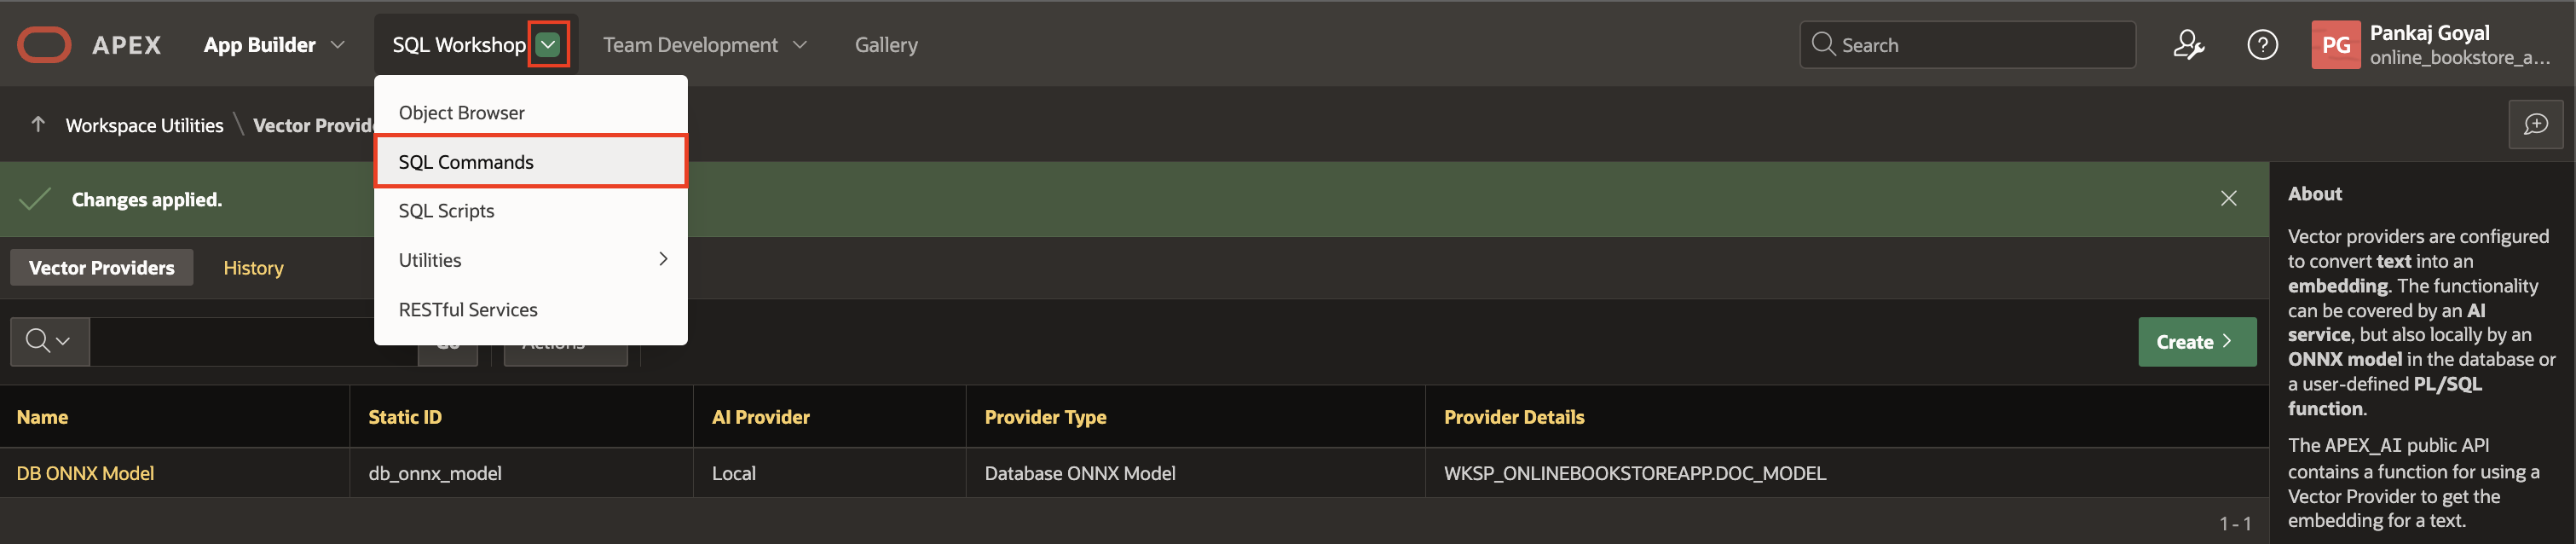 APEX
App Builder
SQL Workshop
Team Development
Gallery
Search
PG
Pankaj Goyal
online_bookstore_a...
Object Browser
SQL Commands
SQL Scripts
Utilities
RESTful Services
Workspace Utilities \ Vector Provide
Changes applied.
Vector Providers
History
Go
Actions
Create
Name Static ID AI Provider Provider Type Provider Details
DB ONNX Model db_onnx_model Local Database ONNX Model WKSP_ONLINEBOOKSTOREAPP.DOC_MODEL
1 - 1
About
Vector providers are configured
to convert text into an
embedding. The functionality
can be covered by an AI
service, but also locally by an
ONNX model in the database or
a user-defined PL/SQL
function.
The APEX_AI public API
contains a function for using a
Vector Provider to get the
embedding for a text.